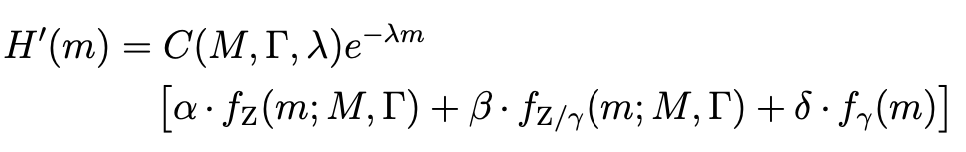 H′(m) = C(M, Γ, λ)e^{−λm}
[α · f_Z(m; M, Γ) + β · f_{Z/γ}(m; M, Γ) + δ · f_γ(m)]